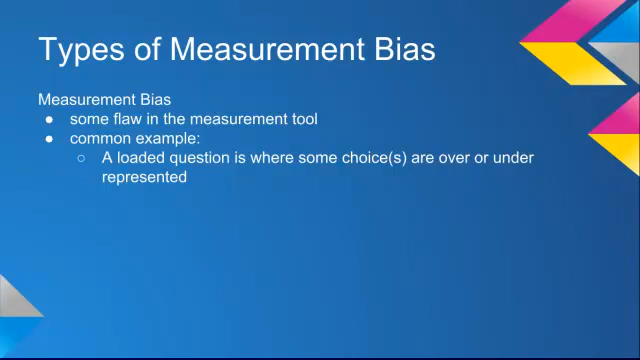 Types of Measurement Bias
Measurement Bias
● some flaw in the measurement tool
● common example:
○ A loaded question is where some choice(s) are over or under
represented